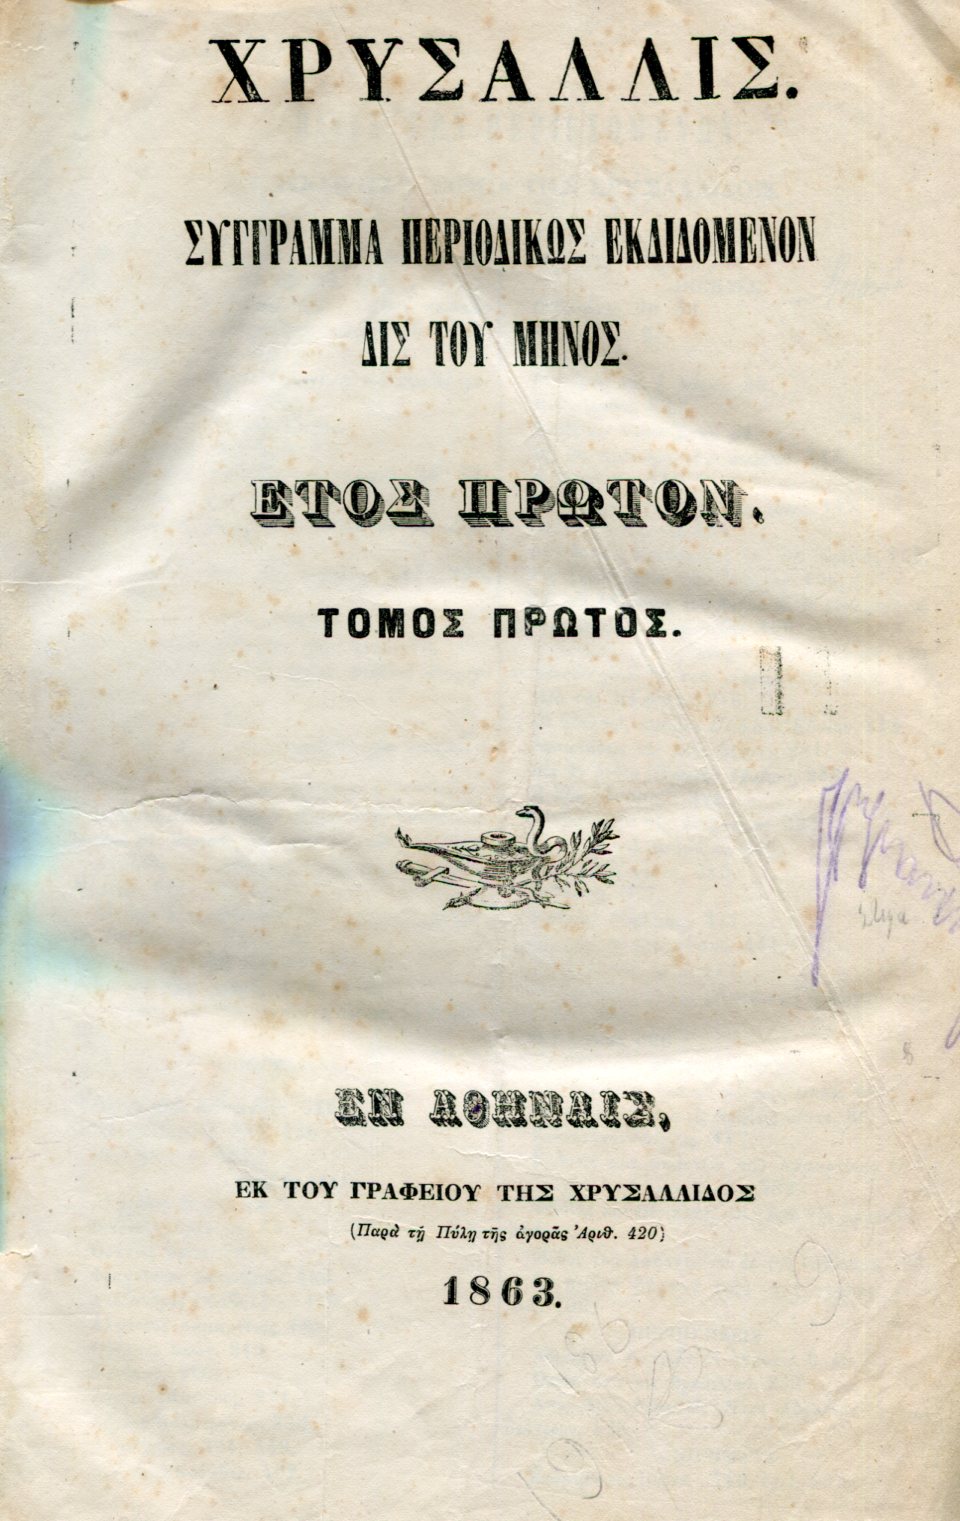 ΧΡΥΣΑΛΛΙΣ.
ΣΥΓΓΡΑΜΜΑ ΠΕΡΙΟΔΙΚΩΣ ΕΚΔΙΔΟΜΕΝΟΝ
ΔΙΣ ΤΟΥ ΜΗΝΟΣ.
ΕΤΟΣ ΠΡΩΤΟΝ.
ΤΟΜΟΣ ΠΡΩΤΟΣ.
ΕΝ ΑΘΗΝΑΙΣ,
ΕΚ ΤΟΥ ΓΡΑΦΕΙΟΥ ΤΗΣ ΧΡΥΣΑΛΛΙΔΟΣ
(Παρὰ τῇ Πύλῃ τῆς ἀγορᾶς Ἀριθ. 420)
1863.